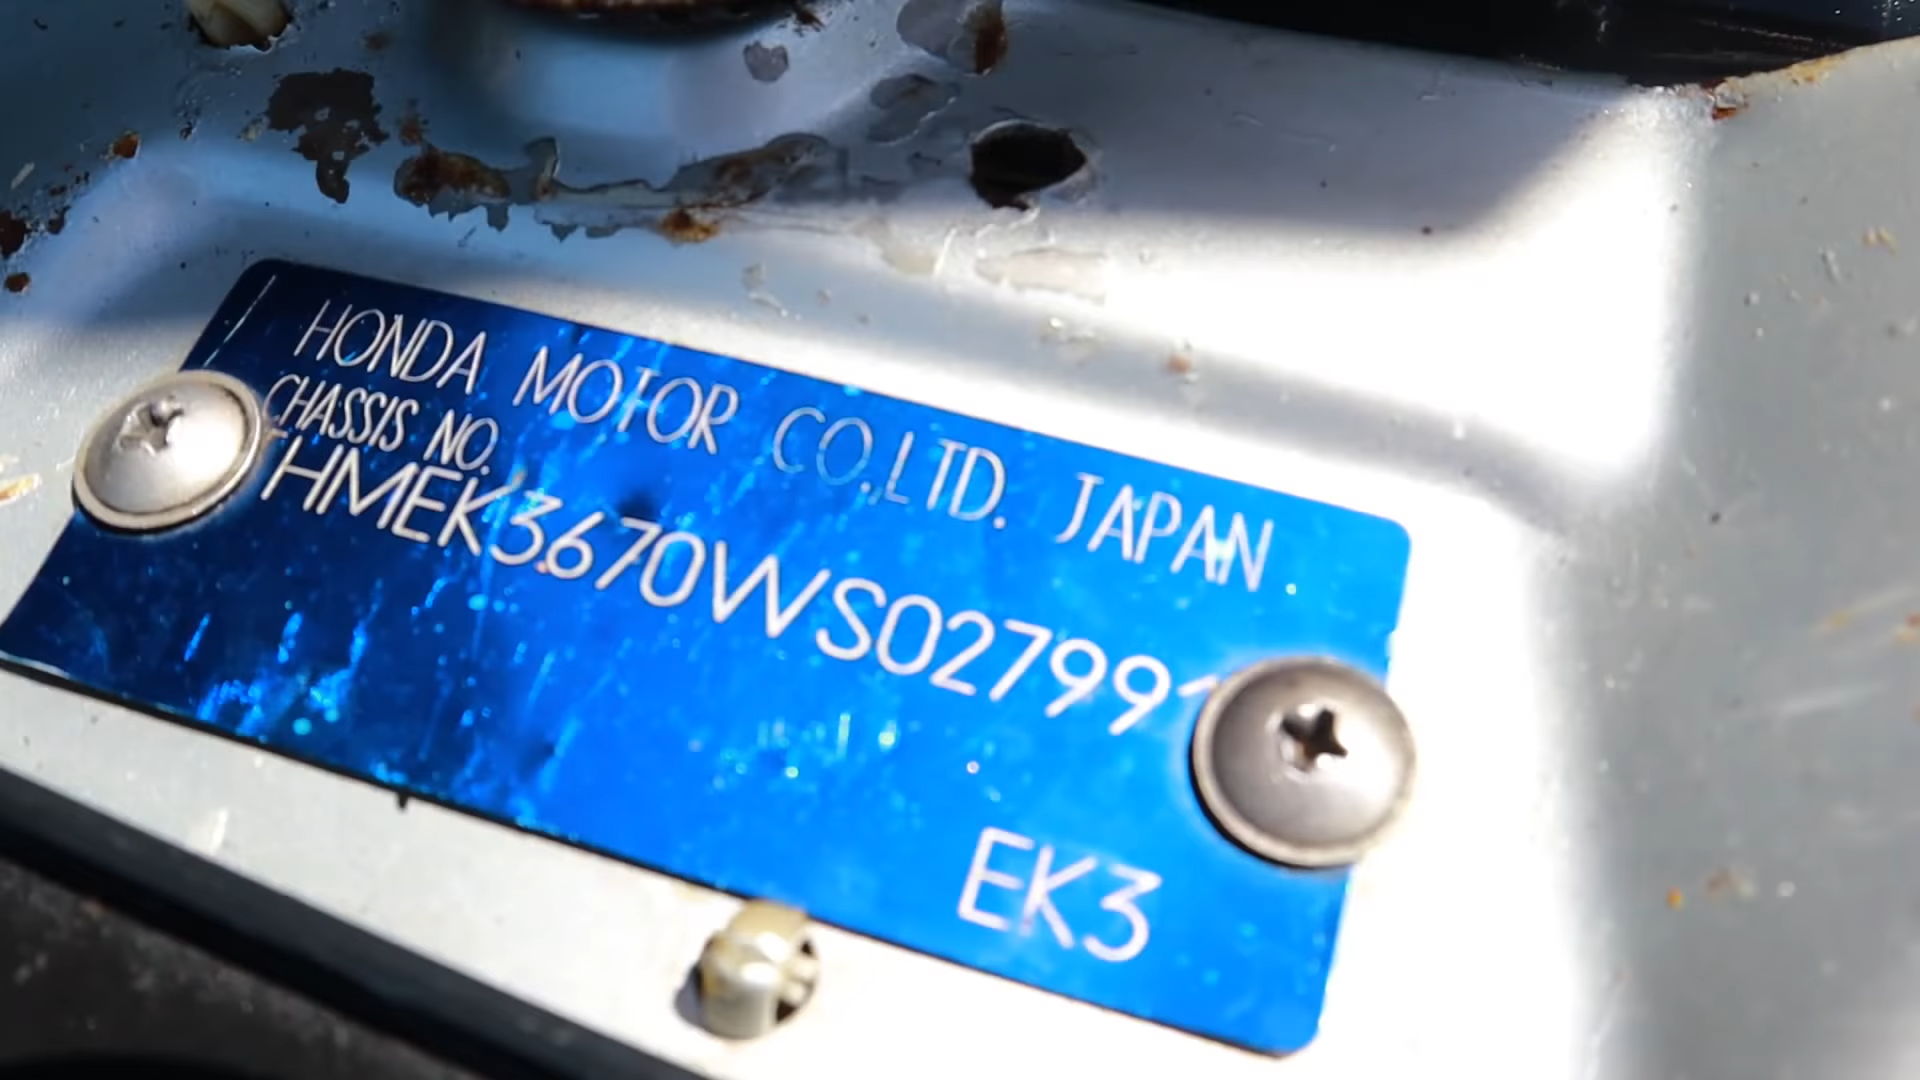 HONDA MOTOR CO.,LTD. JAPAN
CHASSIS NO.
HMEK3670WS02799
EK3